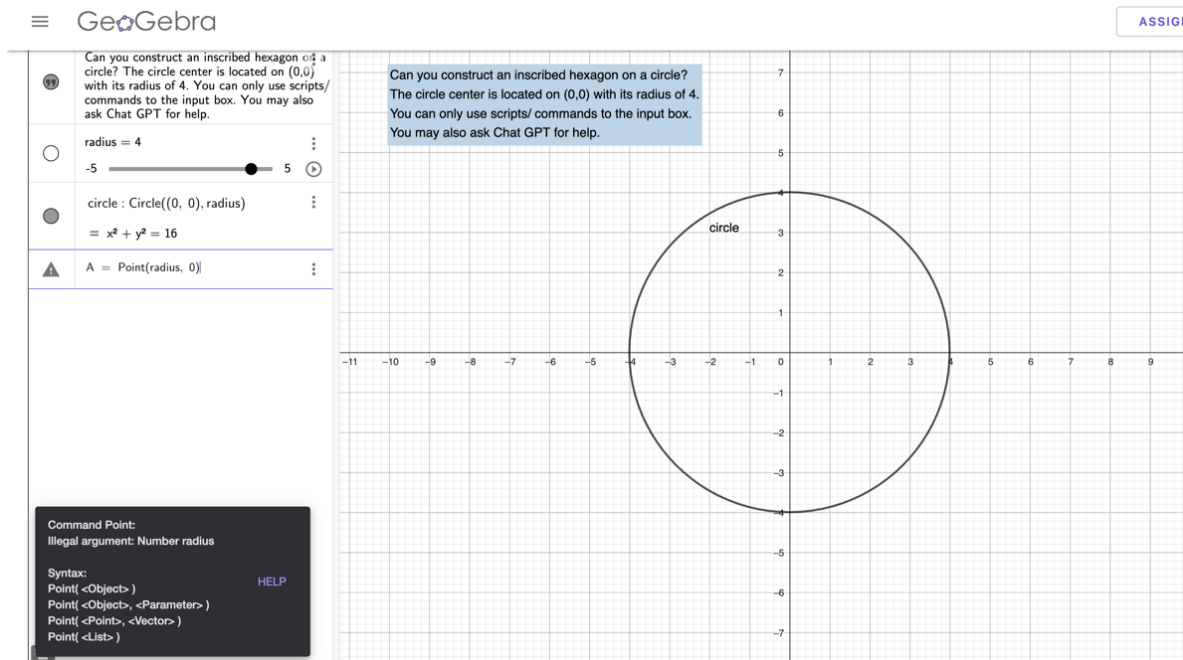 GeoGebra
ASSIG
Can you construct an inscribed hexagon on a
circle? The circle center is located on (0,0)
with its radius of 4. You can only use scripts/
commands to the input box. You may also
ask Chat GPT for help.
radius = 4
-5
5
circle : Circle((0, 0), radius)
= x² + y² = 16
A = Point(radius, 0)
Command Point:
Illegal argument: Number radius
Syntax:
Point( <Object> )
Point( <Object>, <Parameter> )
Point( <Point>, <Vector> )
Point( <List> )
HELP
Can you construct an inscribed hexagon on a circle?
The circle center is located on (0,0) with its radius of 4.
You can only use scripts/ commands to the input box.
You may also ask Chat GPT for help.
circle
7
6
5
4
3
2
1
−11 −10 −9 −8 −7 −6 −5 −4 −3 −2 −1 0 1 2 3 4 5 6 7 8 9
−1
−2
−3
−4
−5
−6
−7